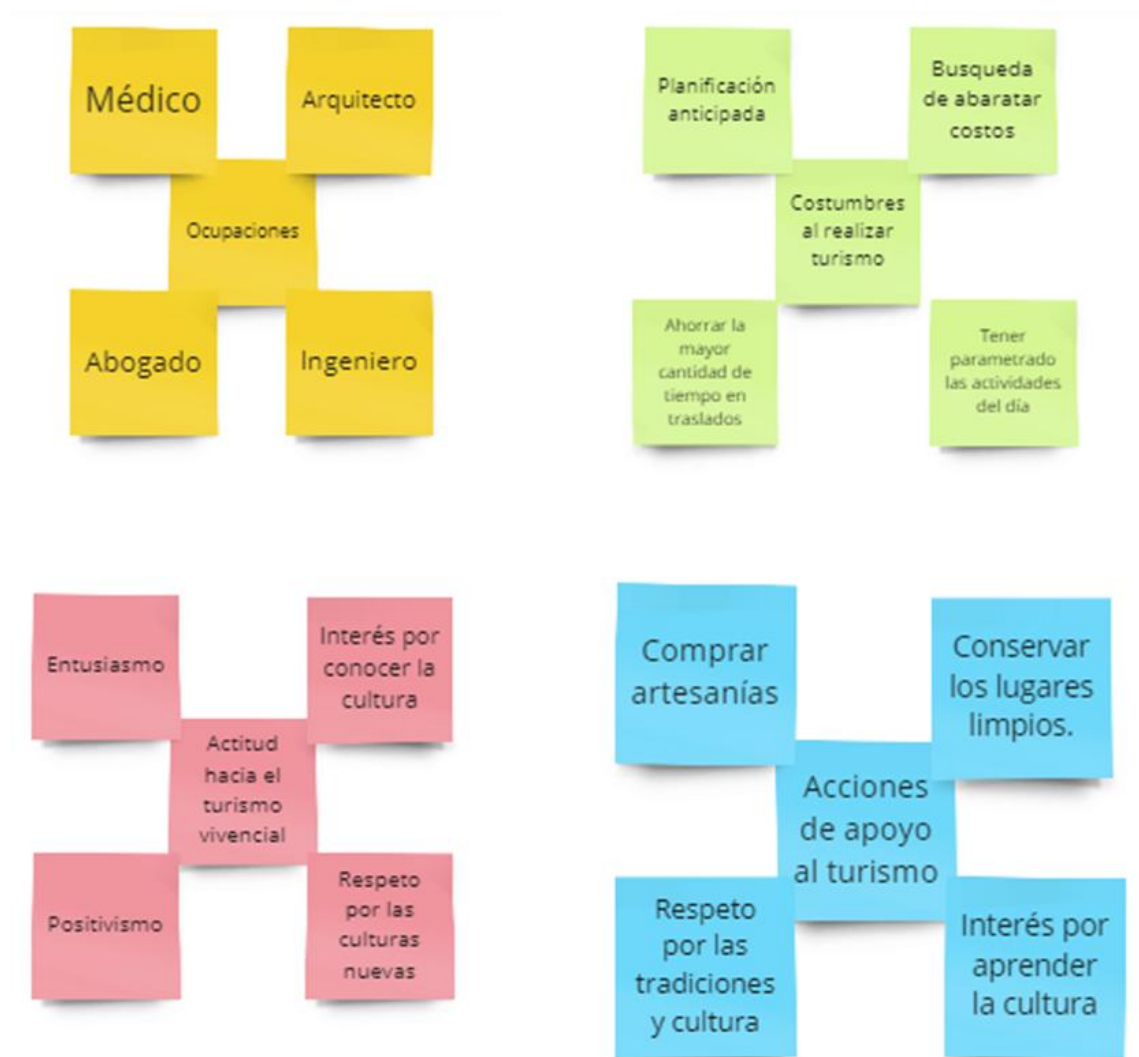 Médico
Arquitecto
Ocupaciones
Abogado
Ingeniero
Planificación
anticipada
Busqueda
de abaratar
costos
Costumbres
al realizar
turismo
Ahorrar la
mayor
cantidad de
tiempo en
traslados
Tener
parametrado
las actividades
del día
Entusiasmo
Interés por
conocer la
cultura
Actitud
hacia el
turismo
vivencial
Positivismo
Respeto
por las
culturas
nuevas
Comprar
artesanías
Conservar
los lugares
limpios.
Acciones
de apoyo
al turismo
Respeto
por las
tradiciones
y cultura
Interés por
aprender
la cultura